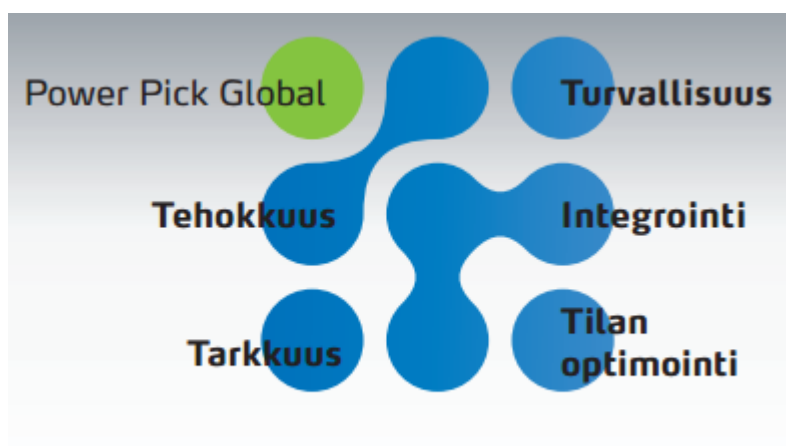 Power Pick Global
Turvallisuus
Tehokkuus
Integrointi
Tarkkuus
Tilan
optimointi